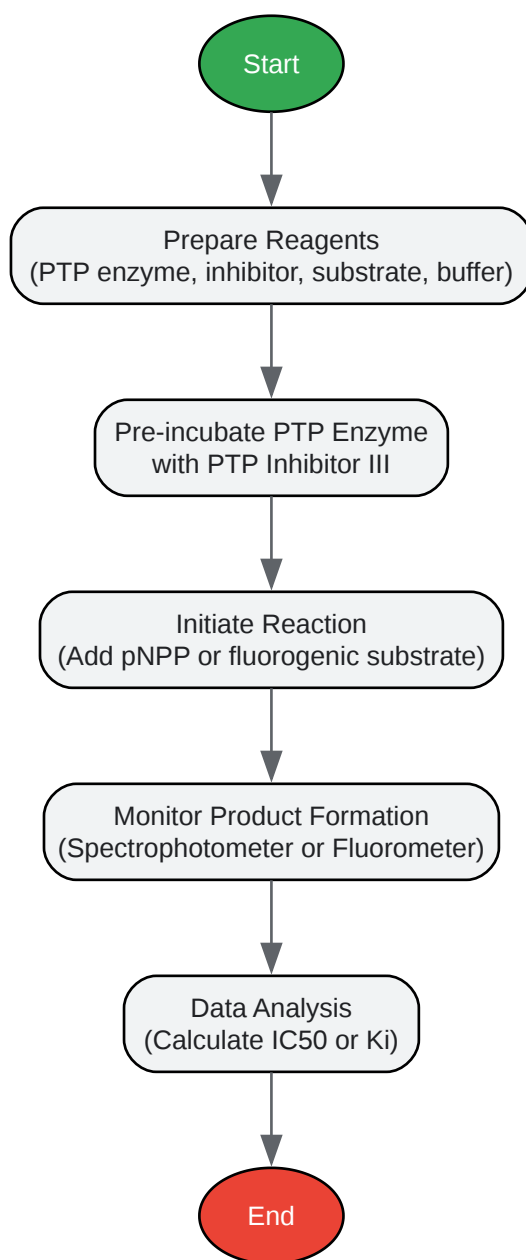 Start
Prepare Reagents
(PTP enzyme, inhibitor, substrate, buffer)
Pre-incubate PTP Enzyme
with PTP Inhibitor III
Initiate Reaction
(Add pNPP or fluorogenic substrate)
Monitor Product Formation
(Spectrophotometer or Fluorometer)
Data Analysis
(Calculate IC50 or Ki)
End